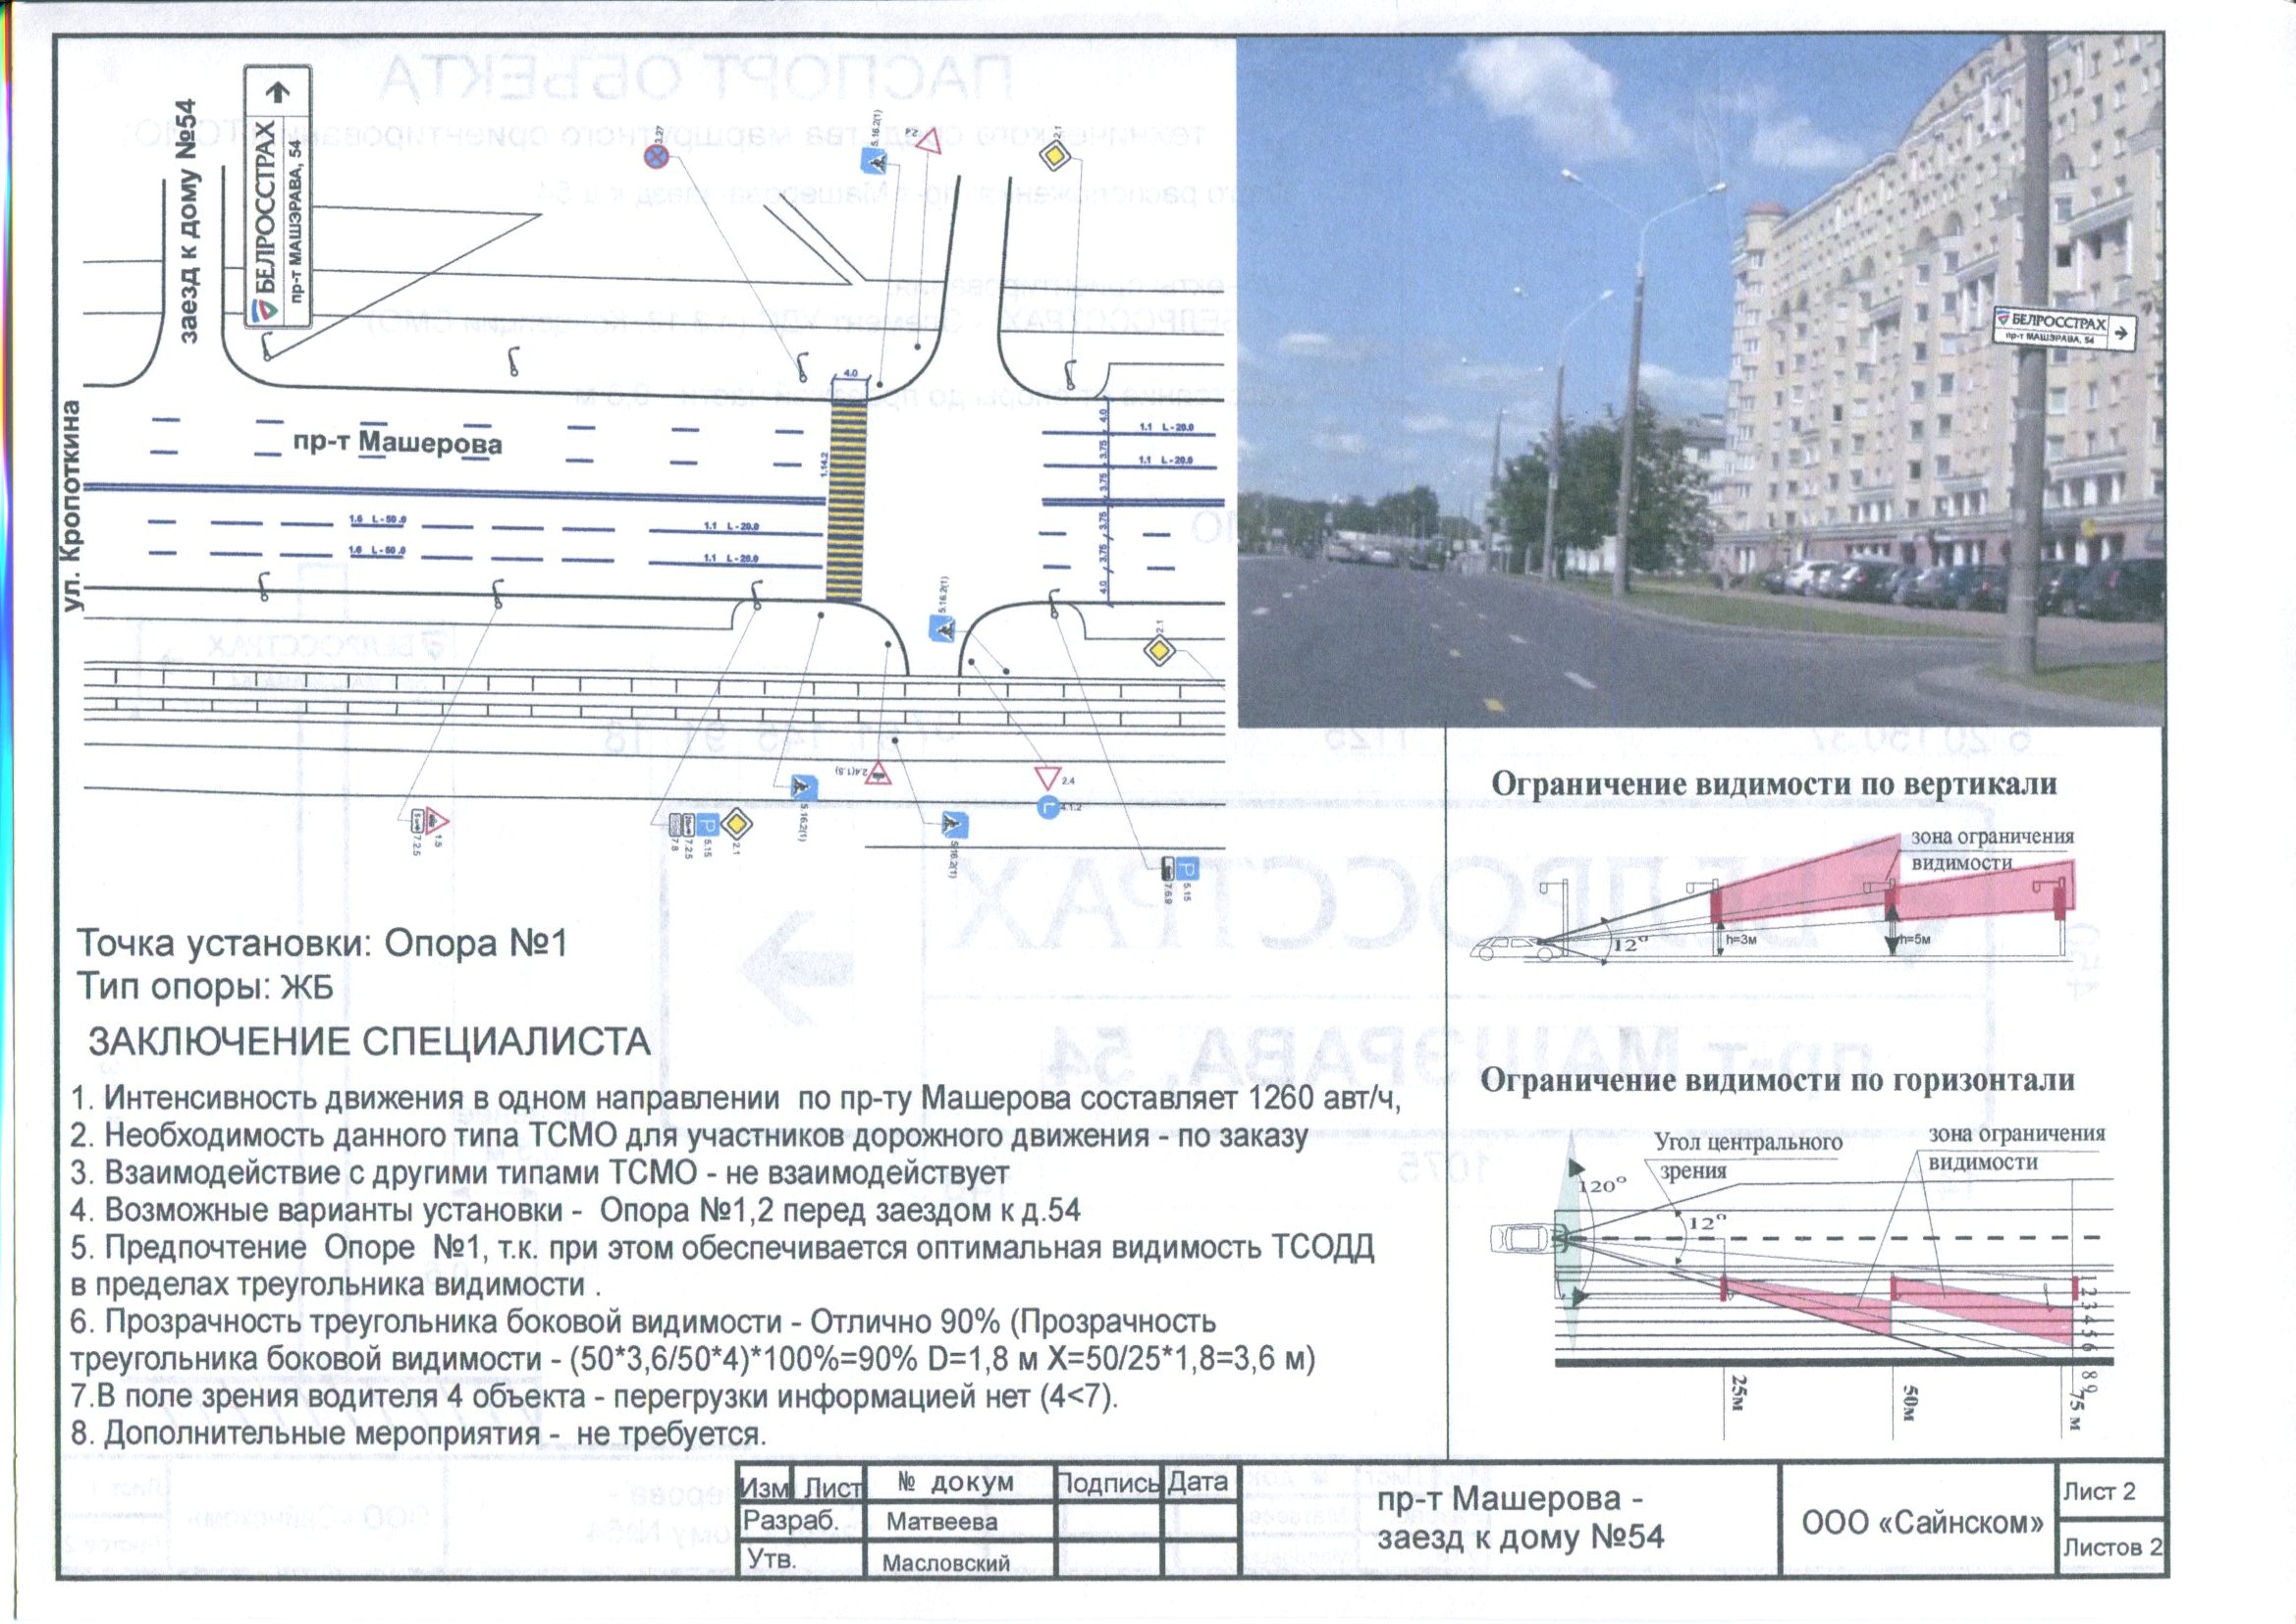 заезд к дому №54
БЕЛРОССТРАХ
пр-т МАШЭРАВА, 54
3.27
5.16.2(1)
2.1
4.0
ул. Кропоткина
пр-т Машерова
1.14.2
1.6 L-50.0
1.6 L-50.0
1.1 L-20.0
1.1 L-20.0
1.1 L-20.0
1.1 L-20.0
4.0
3.75
3.75
3.75
3.75
4.0
5.16.2(1)
2.1
7.2.5
1.5
7.8
7.2.5
5.15
2.1
5.16.2(1)
5.16.2(1)
2.4
4.1.2
7.6.9
5.15
БЕЛРОССТРАХ
пр-т МАШЭРАВА, 54
Точка установки: Опора №1
Тип опоры: ЖБ
ЗАКЛЮЧЕНИЕ СПЕЦИАЛИСТА
1. Интенсивность движения в одном направлении по пр-ту Машерова составляет 1260 авт/ч,
2. Необходимость данного типа ТСМО для участников дорожного движения - по заказу
3. Взаимодействие с другими типами ТСМО - не взаимодействует
4. Возможные варианты установки - Опора №1,2 перед заездом к д.54
5. Предпочтение Опоре №1, т.к. при этом обеспечивается оптимальная видимость ТСОДД
в пределах треугольника видимости .
6. Прозрачность треугольника боковой видимости - Отлично 90% (Прозрачность
треугольника боковой видимости - (50*3,6/50*4)*100%=90% D=1,8 м X=50/25*1,8=3,6 м)
7.В поле зрения водителя 4 объекта - перегрузки информацией нет (4<7).
8. Дополнительные мероприятия - не требуется.
Ограничение видимости по вертикали
зона ограничения
видимости
12°
h=3м
h=5м
Ограничение видимости по горизонтали
Угол центрального
зрения
зона ограничения
видимости
120°
12°
1 2 3 4 5 6
8 9
25м
50м
75 м
Изм Лист № докум Подпись Дата
Разраб. Матвеева
Утв. Масловский
пр-т Машерова -
заезд к дому №54
ООО «Сайнском»
Лист 2
Листов 2